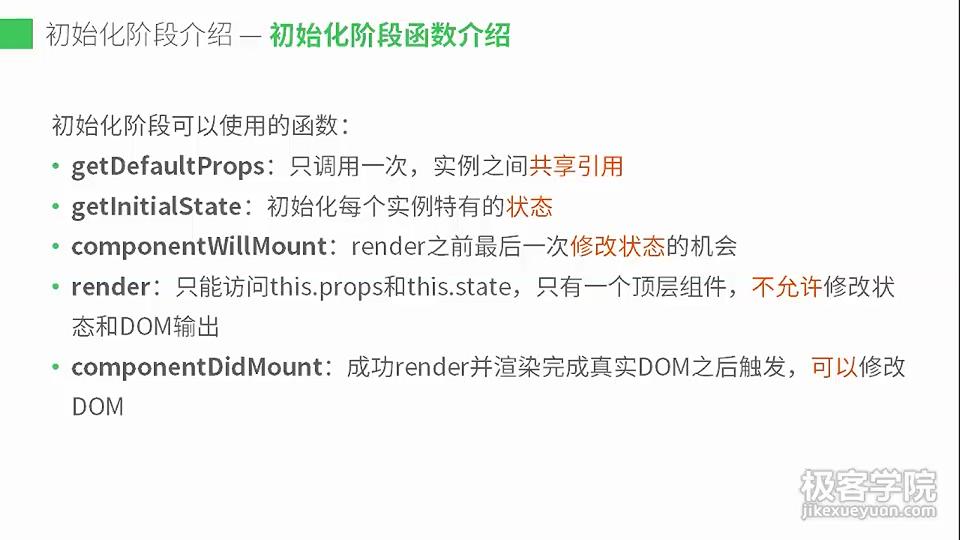 初始化阶段介绍 — 初始化阶段函数介绍
初始化阶段可以使用的函数：
• getDefaultProps：只调用一次，实例之间共享引用
• getInitialState：初始化每个实例特有的状态
• componentWillMount：render之前最后一次修改状态的机会
• render：只能访问this.props和this.state，只有一个顶层组件，不允许修改状
态和DOM输出
• componentDidMount：成功render并渲染完成真实DOM之后触发，可以修改
DOM
极客学院
jikexueyuan.com